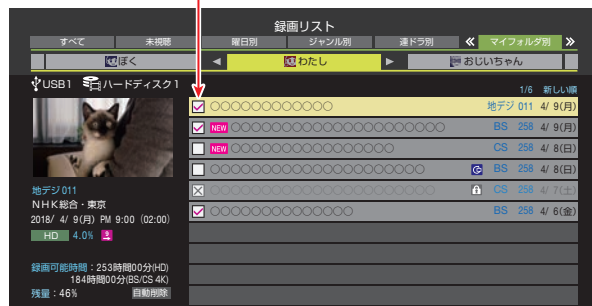 録画リスト
すべて 未視聴 曜日別 ジャンル別 連ドラ別 マイフォルダ別
ぼく わたし おじいちゃん
USB1 ハードディスク1
1/6 新しい順
○○○○○○○○○○○○ 地デジ 011 4/ 9(月)
NEW ○○○○○○○○○○○○○○○○○○○○ BS 258 4/ 9(月)
NEW ○○○○○○○○○○○○ CS 258 4/ 8(日)
○○○○○○○○○○○○○○○○○○○○○ BS 258 4/ 8(日)
○○○○○○○○○○○○○○○○○○○○○○ CS 258 4/ 7(土)
○○○○○○○○○○○○○○ BS 258 4/ 6(金)
地デジ011
NHK総合・東京
2018/ 4/ 9(月) PM 9:00 (02:00)
HD 4.0% 9
録画可能時間：253時間00分(HD)
184時間00分(BS/CS 4K)
残量：46% 自動削除